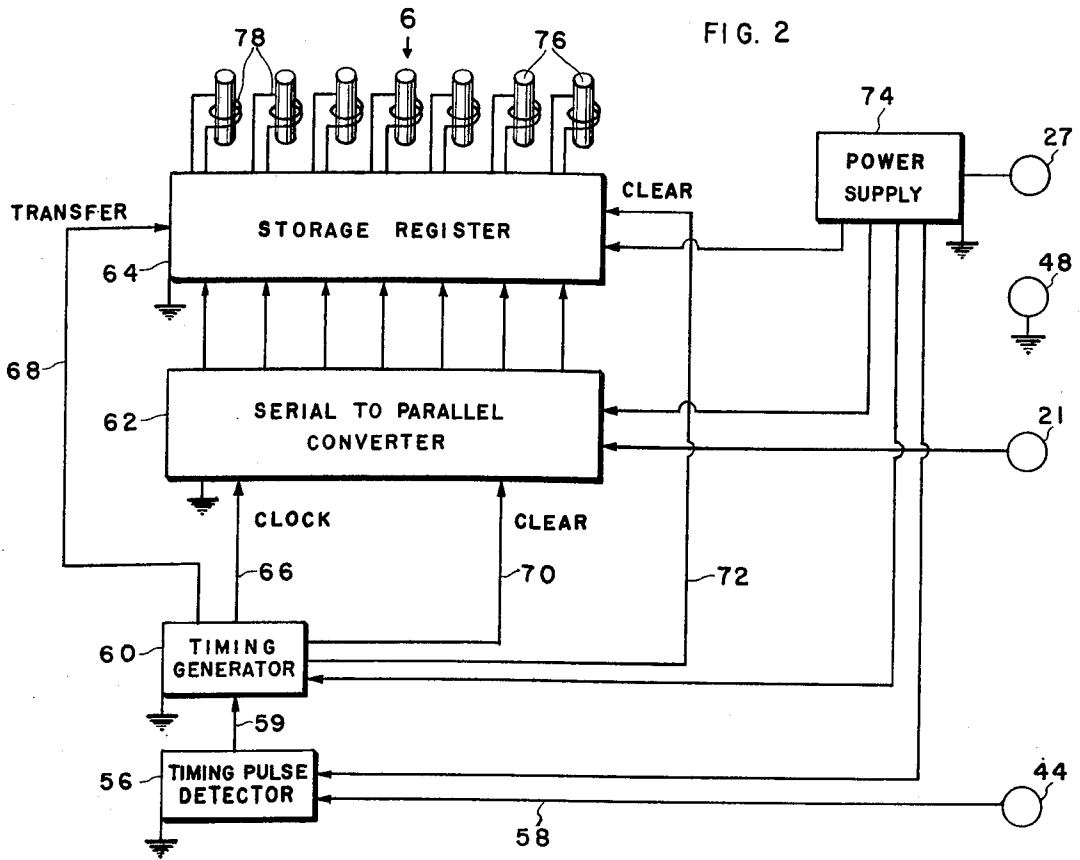 FIG. 2
6
78
76
74
27
POWER
SUPPLY
CLEAR
TRANSFER
STORAGE REGISTER
64
48
68
62
SERIAL TO PARALLEL
CONVERTER
21
CLOCK
CLEAR
66
70
72
60
TIMING
GENERATOR
59
56
TIMING PULSE
DETECTOR
58
44